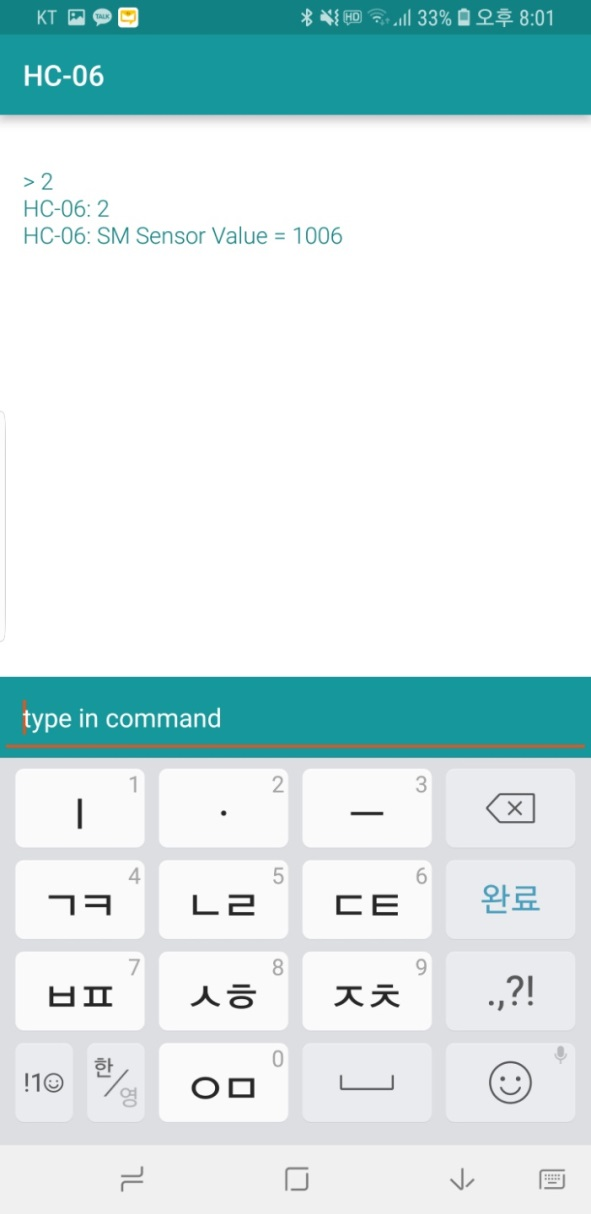 KT TALK HD 33% 오후 8:01
HC-06
> 2
HC-06: 2
HC-06: SM Sensor Value = 1006
type in command
ㅣ 1 · 2 ㅡ 3
ㄱㅋ 4 ㄴㄹ 5 ㄷㅌ 6 완료
ㅂㅍ 7 ㅅㅎ 8 ㅈㅊ 9 .,?!
!1☺ 한/영 ㅇㅁ 0